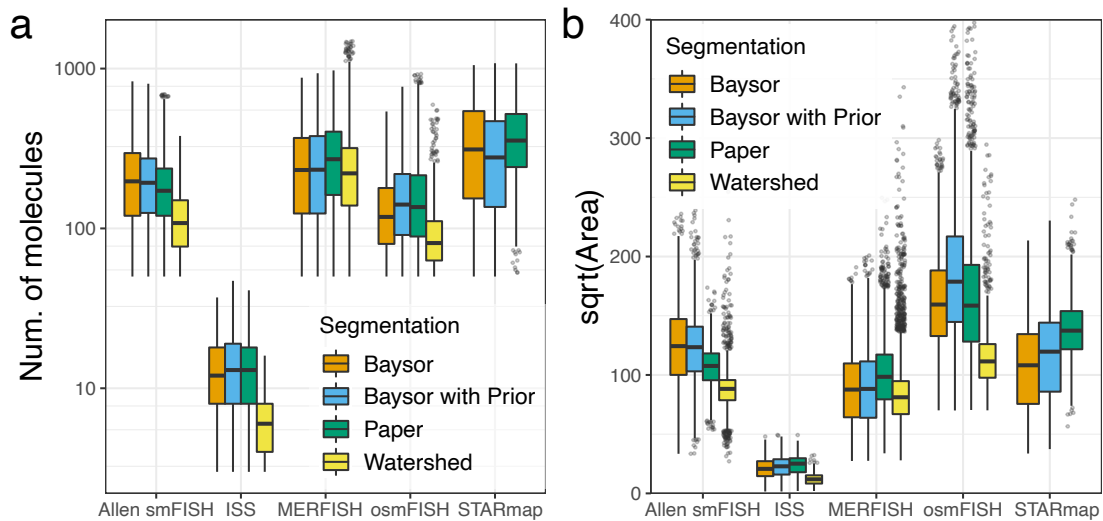 a
Num. of molecules
1000
100
10
Segmentation
Baysor
Baysor with Prior
Paper
Watershed
Allen smFISH ISS MERFISH osmFISH STARmap
b
sqrt(Area)
400
300
200
100
0
Segmentation
Baysor
Baysor with Prior
Paper
Watershed
Allen smFISH ISS MERFISH osmFISH STARmap